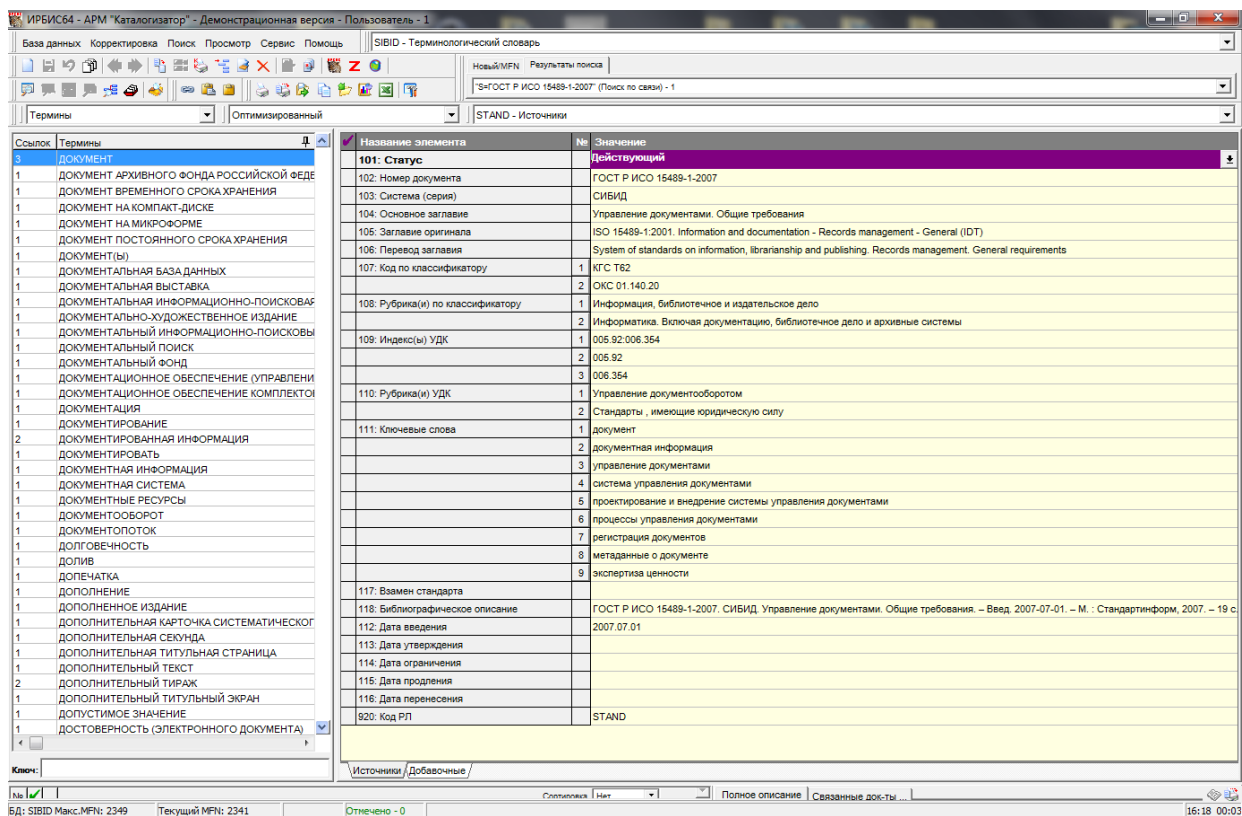 ИРБИС64 - АРМ "Каталогизатор" - Демонстрационная версия - Пользователь - 1
База данных Корректировка Поиск Просмотр Сервис Помощь
SIBID - Терминологический словарь
Новый/MFN Результаты поиска
"S=ГОСТ Р ИСО 15489-1-2007" (Поиск по связи) - 1
Термины Оптимизированный STAND - Источники
Ссылок Термины
3 ДОКУМЕНТ
1 ДОКУМЕНТ АРХИВНОГО ФОНДА РОССИЙСКОЙ ФЕДЕ
1 ДОКУМЕНТ ВРЕМЕННОГО СРОКА ХРАНЕНИЯ
1 ДОКУМЕНТ НА КОМПАКТ-ДИСКЕ
1 ДОКУМЕНТ НА МИКРОФОРМЕ
1 ДОКУМЕНТ ПОСТОЯННОГО СРОКА ХРАНЕНИЯ
1 ДОКУМЕНТ(Ы)
1 ДОКУМЕНТАЛЬНАЯ БАЗА ДАННЫХ
1 ДОКУМЕНТАЛЬНАЯ ВЫСТАВКА
1 ДОКУМЕНТАЛЬНАЯ ИНФОРМАЦИОННО-ПОИСКОВАЯ
1 ДОКУМЕНТАЛЬНО-ХУДОЖЕСТВЕННОЕ ИЗДАНИЕ
1 ДОКУМЕНТАЛЬНЫЙ ИНФОРМАЦИОННО-ПОИСКОВЫ
1 ДОКУМЕНТАЛЬНЫЙ ПОИСК
1 ДОКУМЕНТАЛЬНЫЙ ФОНД
1 ДОКУМЕНТАЦИОННОЕ ОБЕСПЕЧЕНИЕ (УПРАВЛЕНИ
1 ДОКУМЕНТАЦИОННОЕ ОБЕСПЕЧЕНИЕ КОМПЛЕКТО
1 ДОКУМЕНТАЦИЯ
1 ДОКУМЕНТИРОВАНИЕ
2 ДОКУМЕНТИРОВАННАЯ ИНФОРМАЦИЯ
1 ДОКУМЕНТИРОВАТЬ
1 ДОКУМЕНТНАЯ ИНФОРМАЦИЯ
1 ДОКУМЕНТНАЯ СИСТЕМА
1 ДОКУМЕНТНЫЕ РЕСУРСЫ
1 ДОКУМЕНТООБОРОТ
1 ДОКУМЕНТОПОТОК
1 ДОЛГОВЕЧНОСТЬ
1 ДОЛИВ
1 ДОПЕЧАТКА
1 ДОПОЛНЕНИЕ
1 ДОПОЛНЕННОЕ ИЗДАНИЕ
1 ДОПОЛНИТЕЛЬНАЯ КАРТОЧКА СИСТЕМАТИЧЕСКОГ
1 ДОПОЛНИТЕЛЬНАЯ СЕКУНДА
1 ДОПОЛНИТЕЛЬНАЯ ТИТУЛЬНАЯ СТРАНИЦА
1 ДОПОЛНИТЕЛЬНЫЙ ТЕКСТ
2 ДОПОЛНИТЕЛЬНЫЙ ТИРАЖ
1 ДОПОЛНИТЕЛЬНЫЙ ТИТУЛЬНЫЙ ЭКРАН
1 ДОПУСТИМОЕ ЗНАЧЕНИЕ
1 ДОСТОВЕРНОСТЬ (ЭЛЕКТРОННОГО ДОКУМЕНТА)
Ключ:
Название элемента № Значение
101: Статус Действующий
102: Номер документа ГОСТ Р ИСО 15489-1-2007
103: Система (серия) СИБИД
104: Основное заглавие Управление документами. Общие требования
105: Заглавие оригинала ISO 15489-1:2001. Information and documentation - Records management - General (IDT)
106: Перевод заглавия System of standards on information, librarianship and publishing. Records management. General requirements
107: Код по классификатору 1 КГС Т62
2 ОКС 01.140.20
108: Рубрика(и) по классификатору 1 Информация, библиотечное и издательское дело
2 Информатика. Включая документацию, библиотечное дело и архивные системы
109: Индекс(ы) УДК 1 005.92:006.354
2 005.92
3 006.354
110: Рубрика(и) УДК 1 Управление документооборотом
2 Стандарты , имеющие юридическую силу
111: Ключевые слова 1 документ
2 документная информация
3 управление документами
4 система управления документами
5 проектирование и внедрение системы управления документами
6 процессы управления документами
7 регистрация документов
8 метаданные о документе
9 экспертиза ценности
117: Взамен стандарта
118: Библиографическое описание ГОСТ Р ИСО 15489-1-2007. СИБИД. Управление документами. Общие требования. – Введ. 2007-07-01. – М. : Стандартинформ, 2007. – 19 с.
112: Дата введения 2007.07.01
113: Дата утверждения
114: Дата ограничения
115: Дата продления
116: Дата перенесения
920: Код РЛ STAND
Источники Добавочные
№ Сортировка Нет Полное описание Связанные док-ты ...
БД: SIBID Макс.MFN: 2349 Текущий MFN: 2341 Отмечено - 0 16:18 00:03